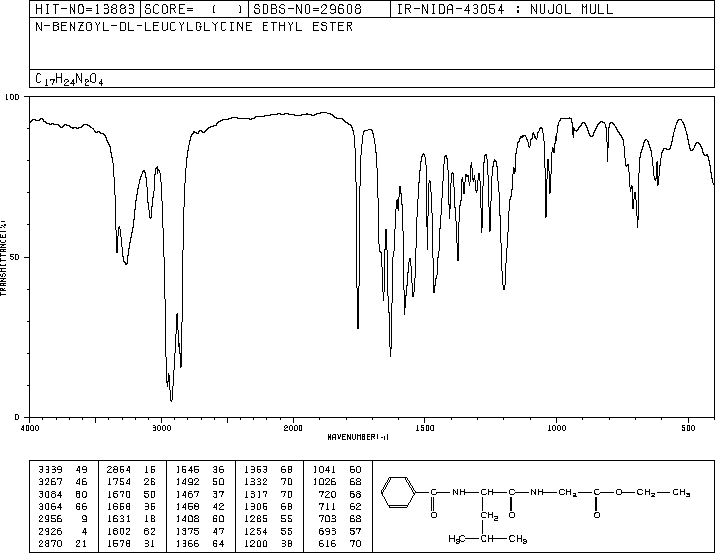 HIT-NO=13883 SCORE= ( ) SDBS-NO=29608 IR-NIDA-43054 : NUJOL MULL
N-BENZOYL-DL-LEUCYLGLYCINE ETHYL ESTER
C17H24N2O4
100
50
0
TRANSMITTANCE(%)
4000 3000 2000 1500 1000 500
WAVENUMBER(-1)
3339 49 2864 16 1546 36 1363 68 1041 60
3267 46 1754 26 1492 50 1332 70 1026 68
3084 60 1670 50 1467 37 1317 70 720 68
3064 66 1658 36 1458 42 1306 68 711 62
2956 9 1631 18 1408 60 1285 55 703 68
2926 4 1602 62 1375 47 1254 55 693 57
2870 21 1578 31 1366 64 1200 38 616 70
C NH CH C NH CH2 C O CH2 CH3
O CH2 O O
H3C CH CH3